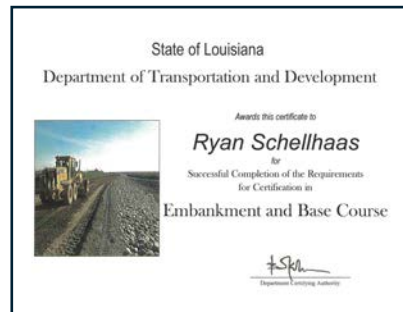 State of Louisiana
Department of Transportation and Development
Awards this certificate to
Ryan Schellhaas
for
Successful Completion of the Requirements
for Certification in
Embankment and Base Course
Department Certifying Authority